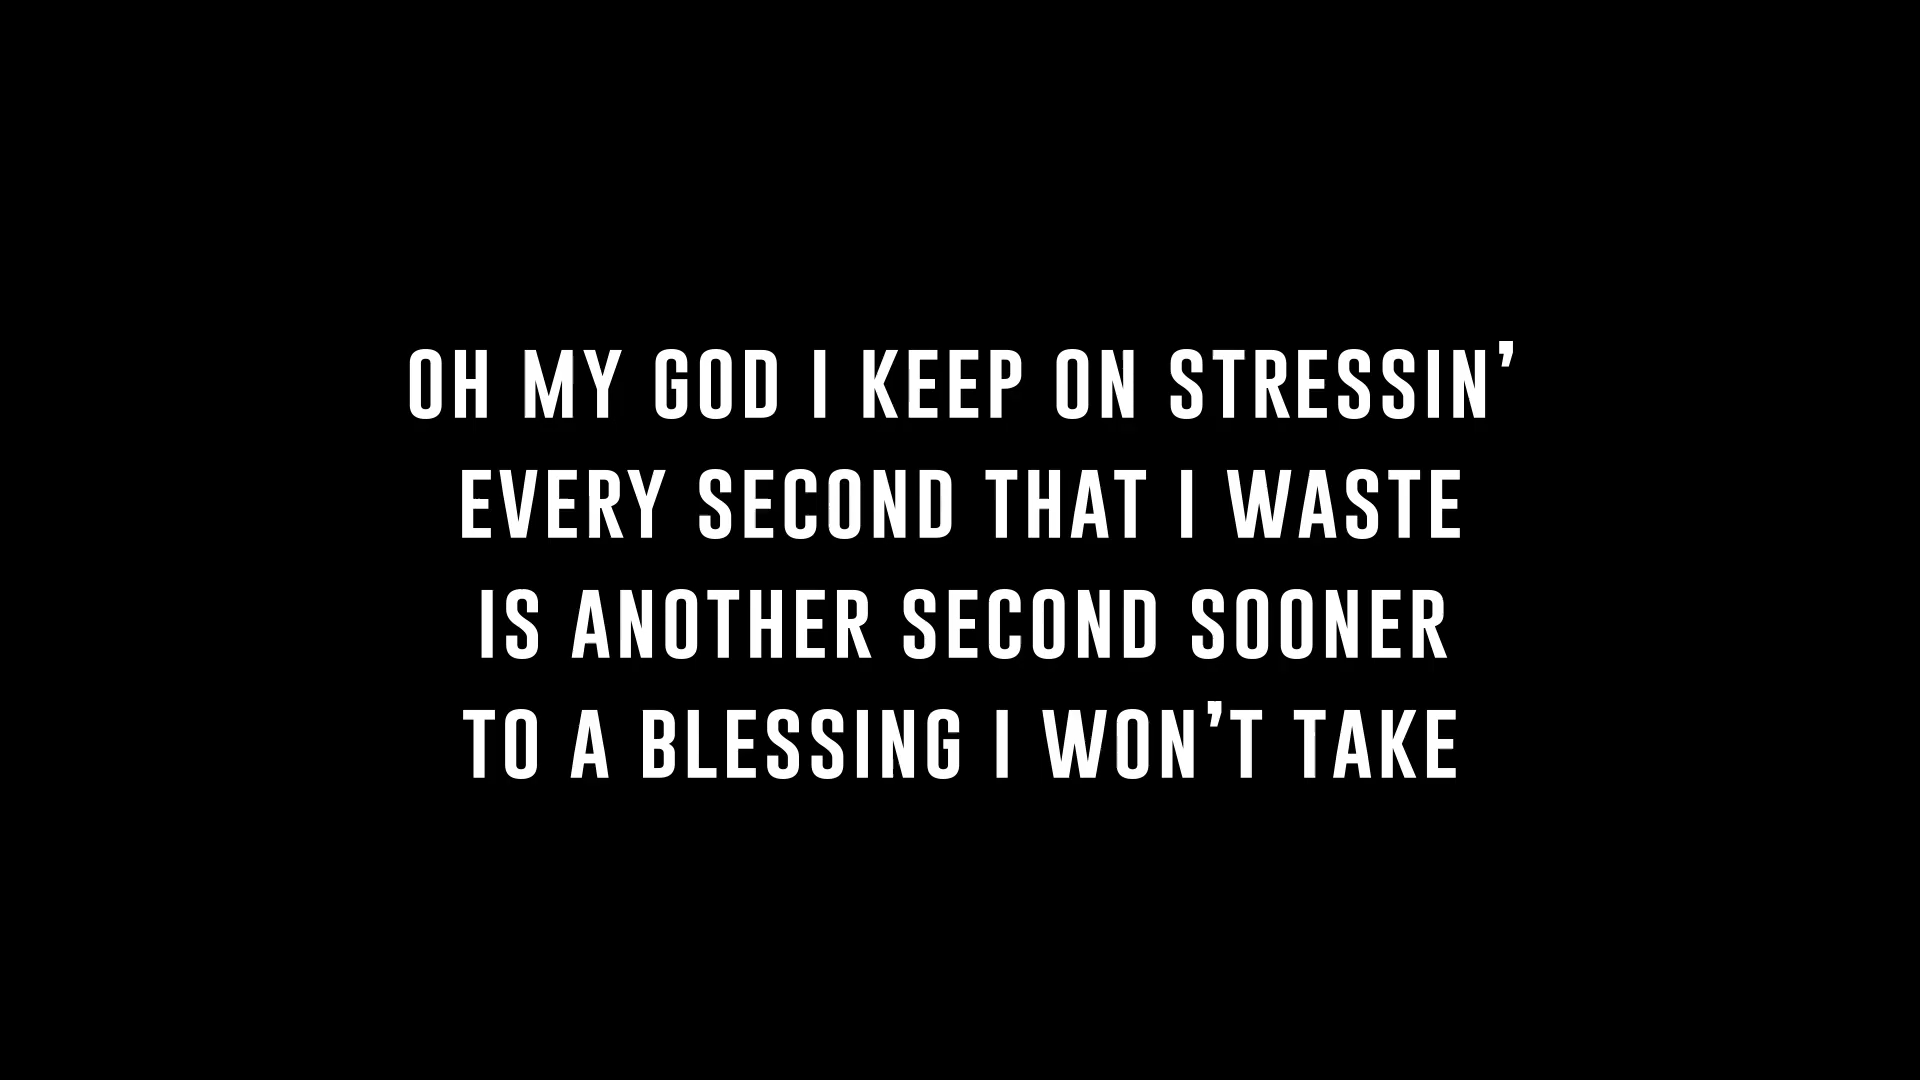 OH MY GOD I KEEP ON STRESSIN’
EVERY SECOND THAT I WASTE
IS ANOTHER SECOND SOONER
TO A BLESSING I WON’T TAKE